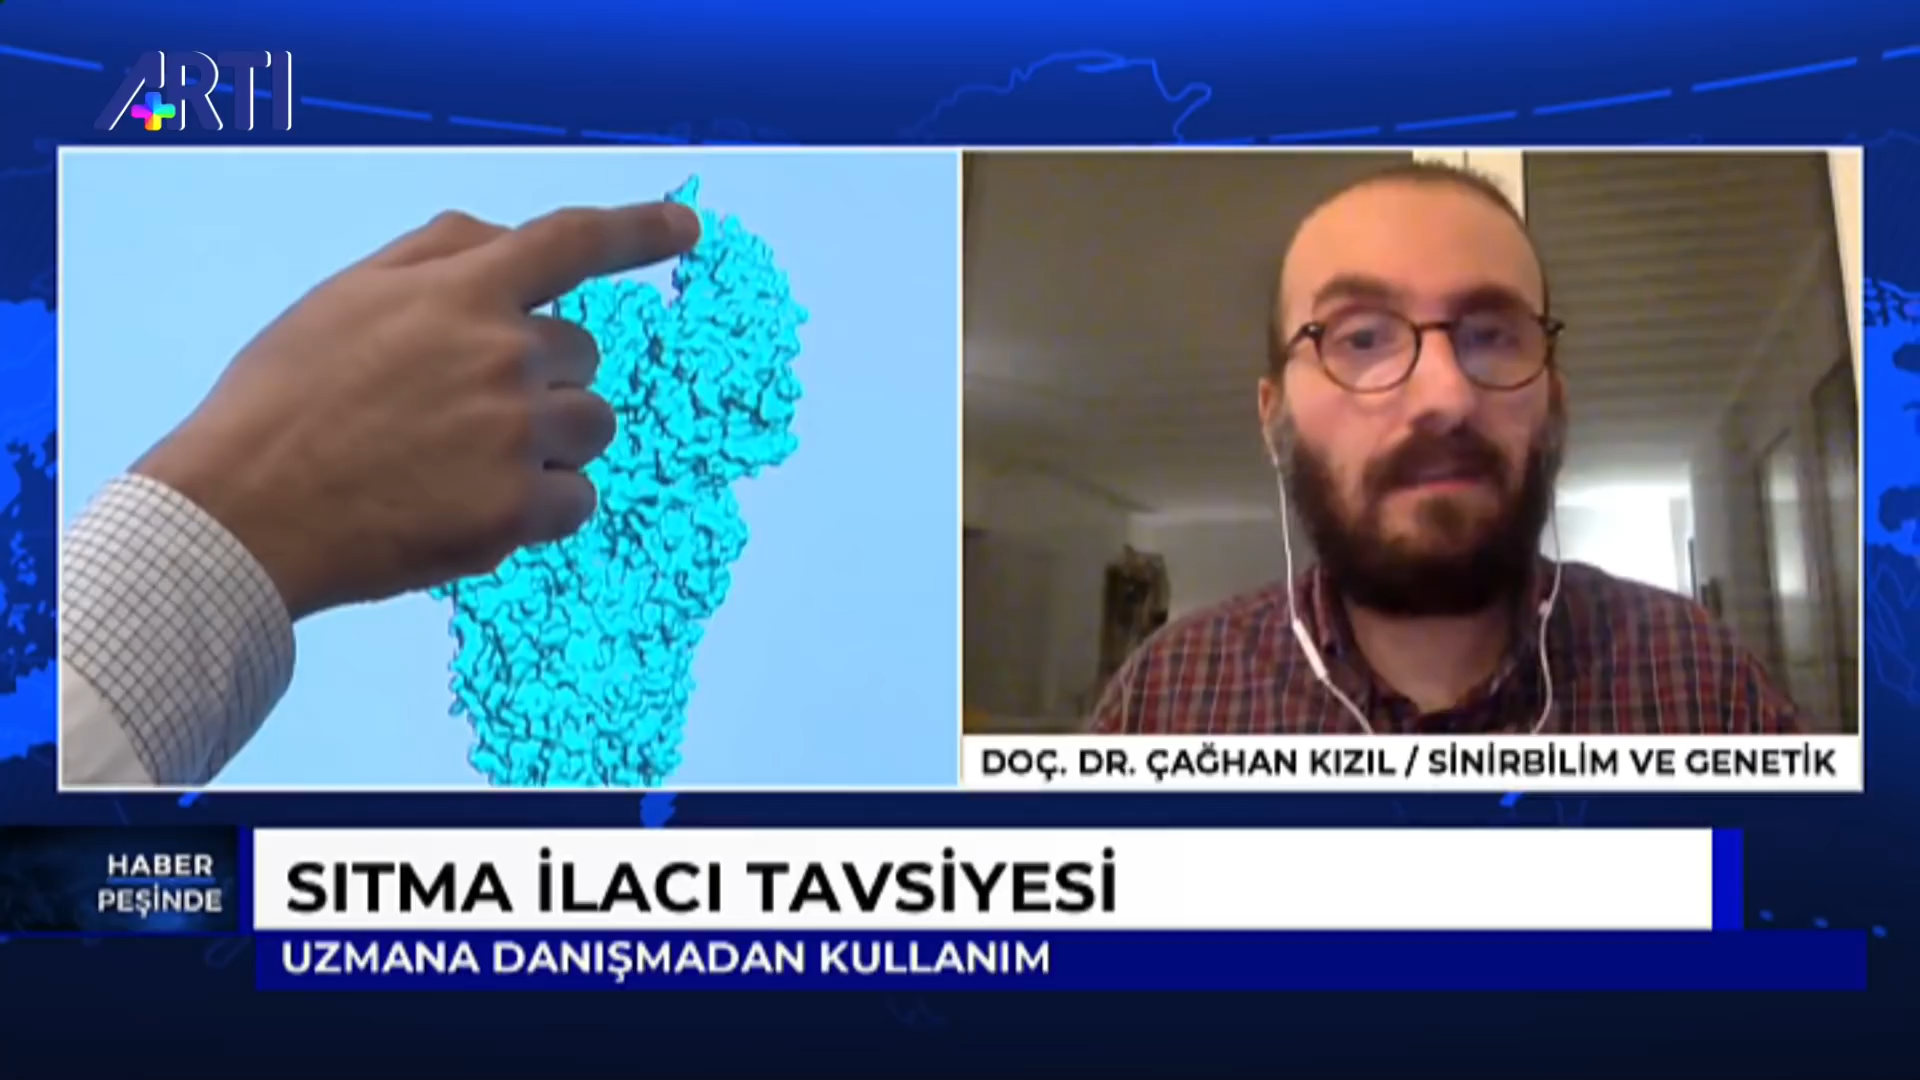 ARTI
DOÇ. DR. ÇAĞHAN KIZIL / SİNİRBİLİM VE GENETİK
HABER
PEŞİNDE
SITMA İLACI TAVSİYESİ
UZMANA DANIŞMADAN KULLANIM